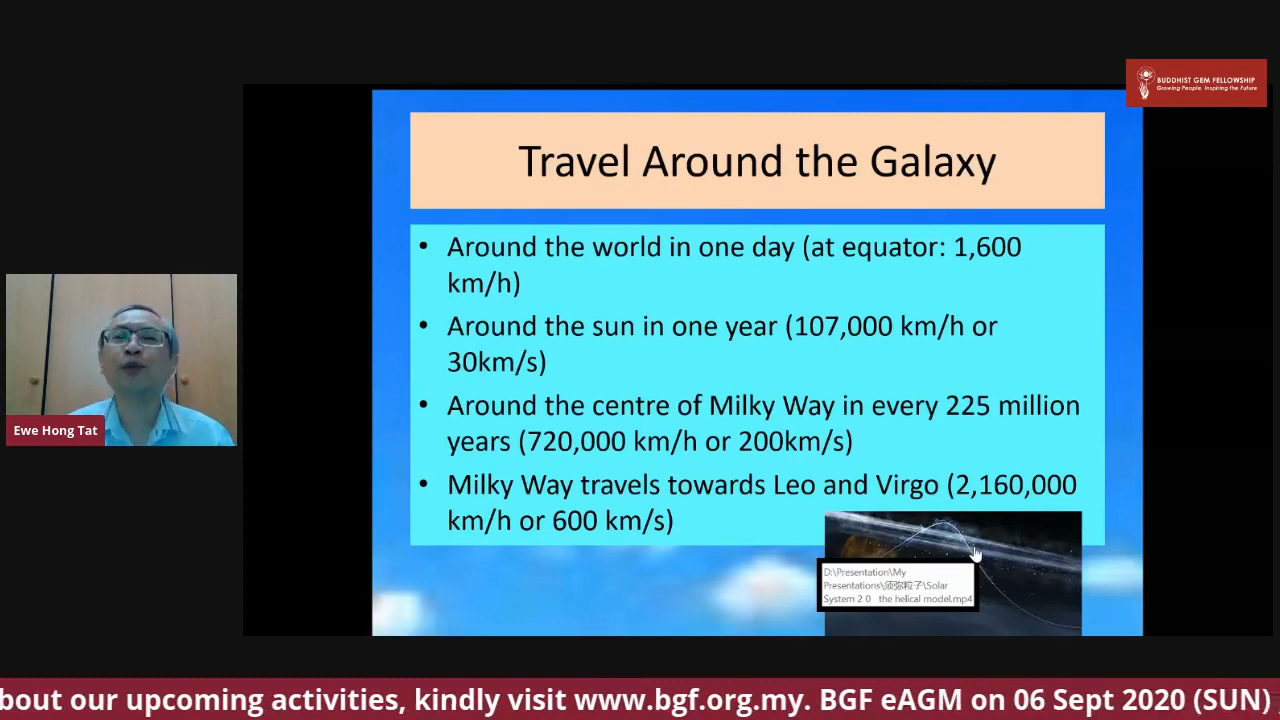 BUDDHIST GEM FELLOWSHIP
Growing People. Inspiring the Future
Travel Around the Galaxy
• Around the world in one day (at equator: 1,600
km/h)
• Around the sun in one year (107,000 km/h or
30km/s)
• Around the centre of Milky Way in every 225 million
years (720,000 km/h or 200km/s)
• Milky Way travels towards Leo and Virgo (2,160,000
km/h or 600 km/s)
D:\Presentation\My
Presentations\须弥粒子\Solar
System 2 0 the helical model.mp4
Ewe Hong Tat
bout our upcoming activities, kindly visit www.bgf.org.my. BGF eAGM on 06 Sept 2020 (SUN)